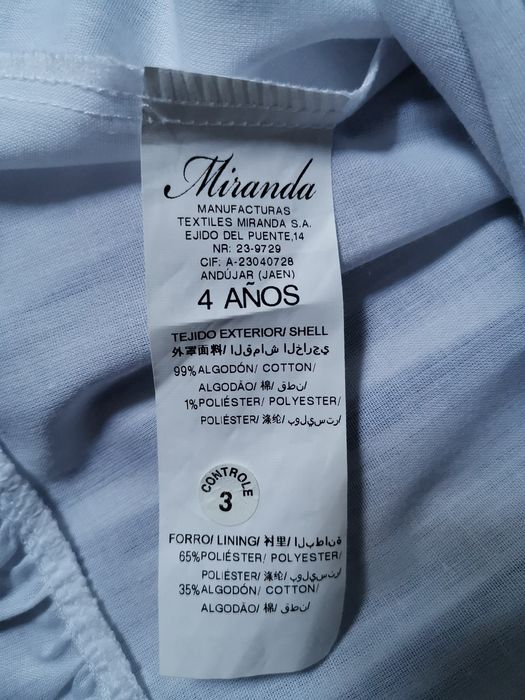 Miranda
MANUFACTURAS
TEXTILES MIRANDA S.A.
EJIDO DEL PUENTE,14
NR: 23-9729
CIF: A-23040728
ANDÚJAR (JAEN)
4 AÑOS
TEJIDO EXTERIOR/ SHELL
外罩面料/ القماش الخارجي
99%ALGODÓN/ COTTON/
ALGODÃO/ 棉/ قطن/
1%POLIÉSTER/ POLYESTER/
POLIÉSTER/ 涤纶/ بوليستر/
CONTROLE
3
FORRO/ LINING/ 衬里/ البطانة
65%POLIÉSTER/ POLYESTER/
POLIÉSTER/ 涤纶/ بوليستر/
35%ALGODÓN/ COTTON/
ALGODÃO/ 棉/ قطن/